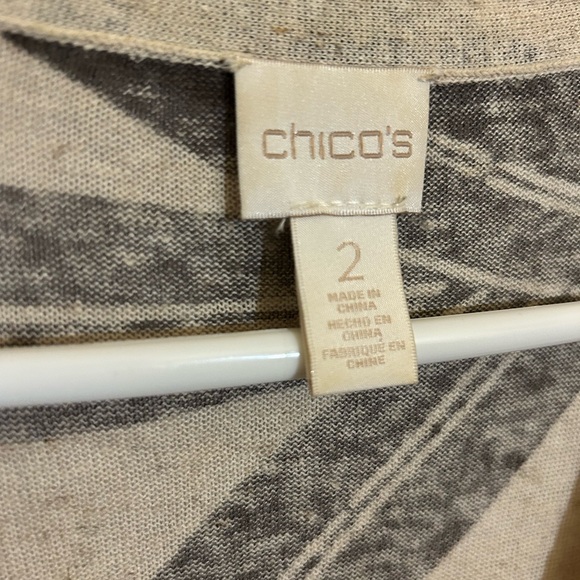 chico's
2
MADE IN
CHINA
HECHO EN
CHINA
FABRIQUE EN
CHINE